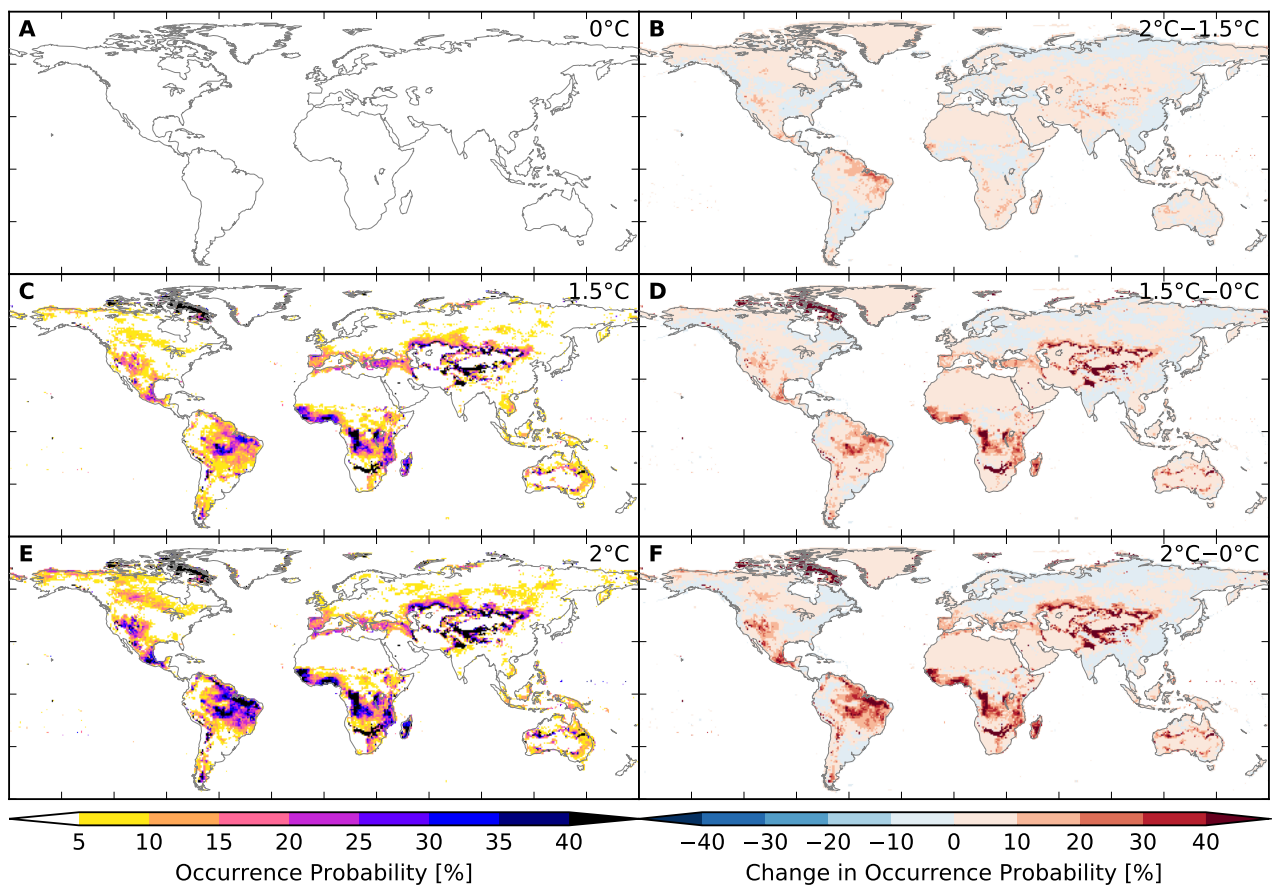 A 0°C
B 2°C−1.5°C
C 1.5°C
D 1.5°C−0°C
E 2°C
F 2°C−0°C
5 10 15 20 25 30 35 40
Occurrence Probability [%]
−40 −30 −20 −10 0 10 20 30 40
Change in Occurrence Probability [%]